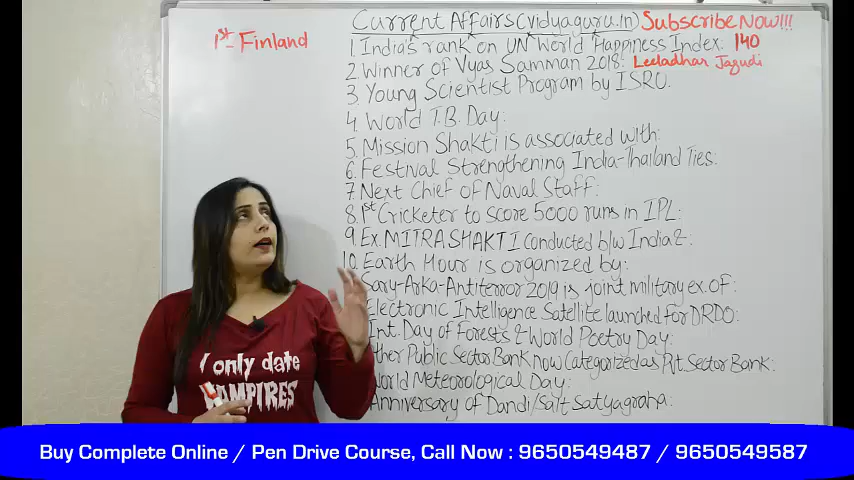 Current Affairs (vidyaguru.in) Subscribe Now!!!
1st- Finland
1. India's rank on UN World Happiness Index: 140
2. Winner of Vyas Samman 2018: Leeladhar Jagudi
3. Young Scientist Program by ISRO.
4. World T.B. Day:
5. Mission Shakti is associated with:
6. Festival Strengthening India-Thailand Ties:
7. Next Chief of Naval Staff:
8. 1st Cricketer to score 5000 runs in IPL:
9. Ex. MITRA SHAKTI conducted b/w India &:
10. Earth Hour is organized by:
Sary-Arka-Antiterror 2019 is joint military ex. of:
Electronic Intelligence Satellite launched for DRDO:
Int. Day of Forests & World Poetry Day:
ther Public Sector Bank now Categorized as Pvt. Sector Bank:
orld Meteorological Day:
Anniversary of Dandi/Salt Satyagraha:
I only date
VAMPIRES
Buy Complete Online / Pen Drive Course, Call Now : 9650549487 / 9650549587